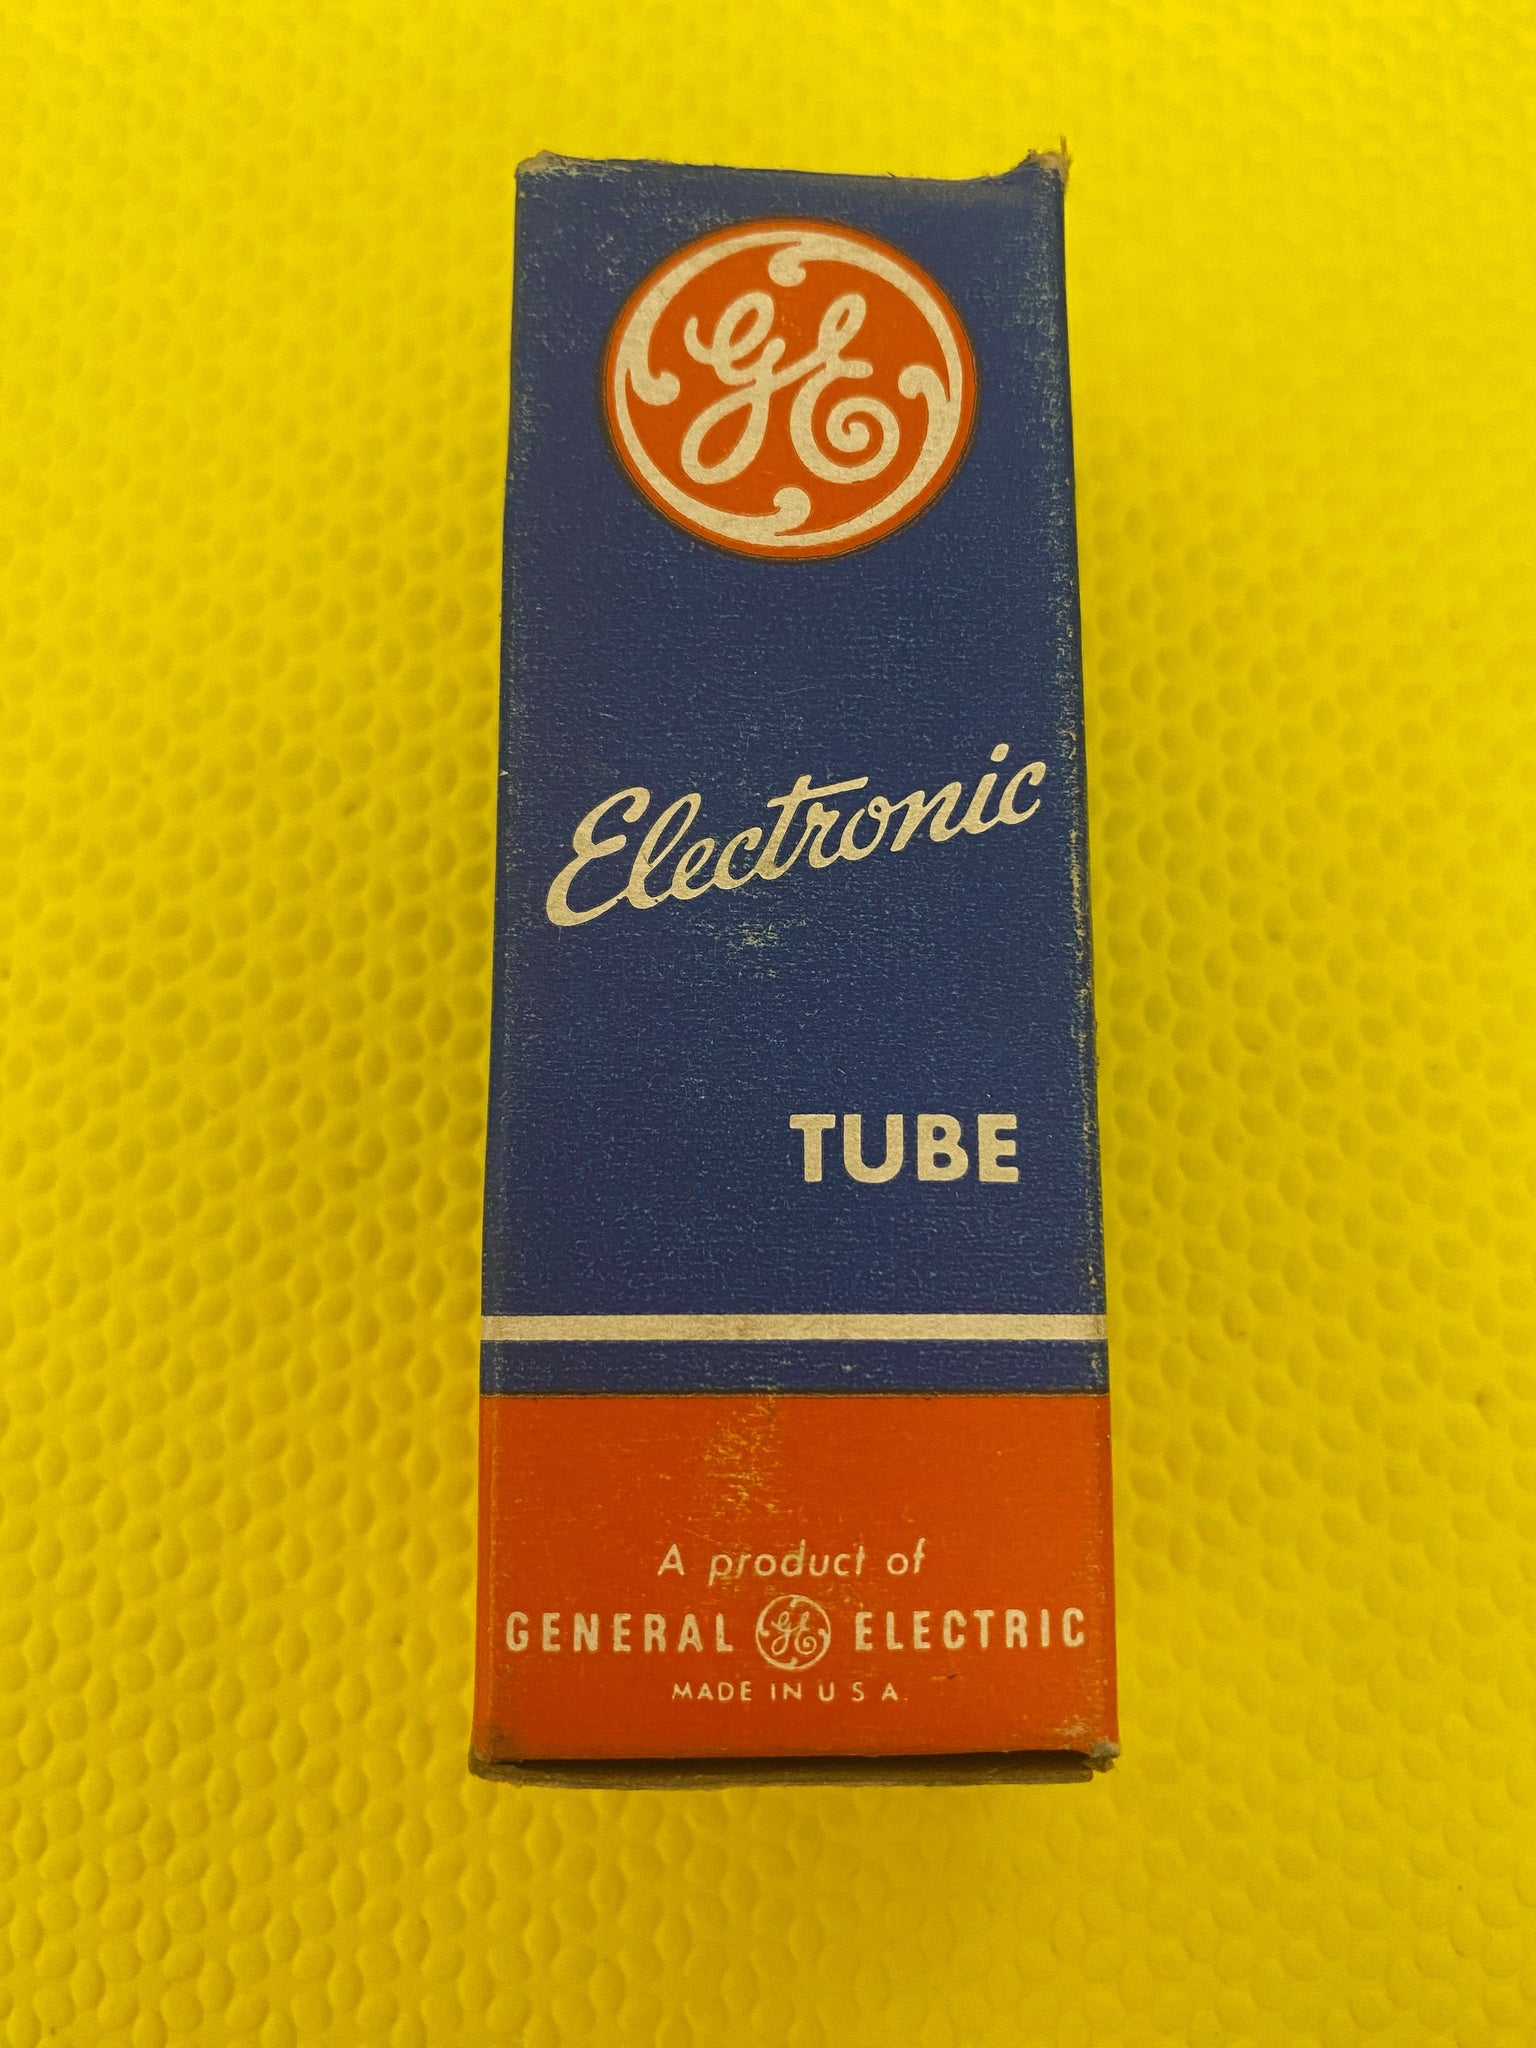 GE
Electronic
TUBE
A product of
GENERAL GE ELECTRIC
MADE IN U S A.